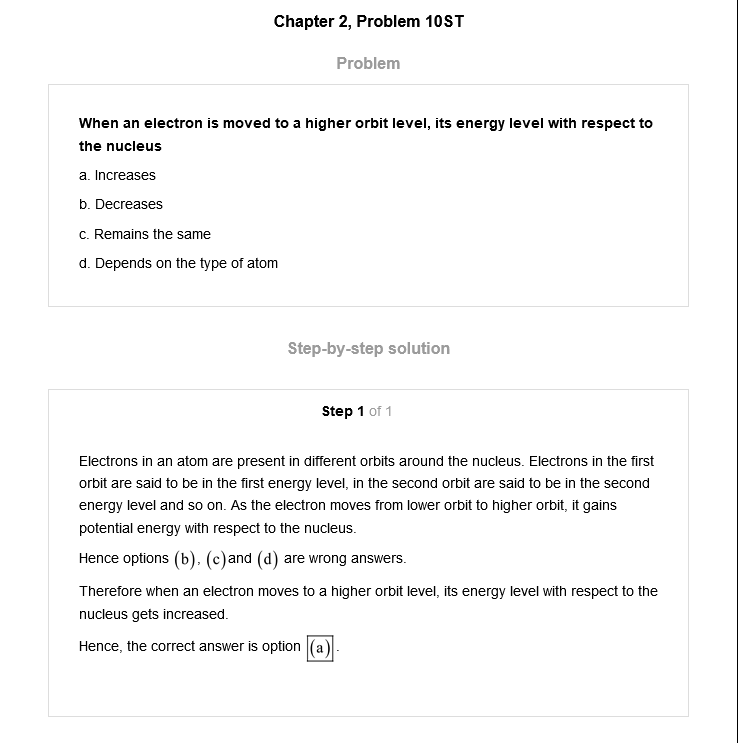 Chapter 2, Problem 10ST
Problem
When an electron is moved to a higher orbit level, its energy level with respect to
the nucleus
a. Increases
b. Decreases
c. Remains the same
d. Depends on the type of atom
Step-by-step solution
Step 1 of 1
Electrons in an atom are present in different orbits around the nucleus. Electrons in the first
orbit are said to be in the first energy level, in the second orbit are said to be in the second
energy level and so on. As the electron moves from lower orbit to higher orbit, it gains
potential energy with respect to the nucleus.
Hence options (b), (c)and (d) are wrong answers.
Therefore when an electron moves to a higher orbit level, its energy level with respect to the
nucleus gets increased.
Hence, the correct answer is option (a).